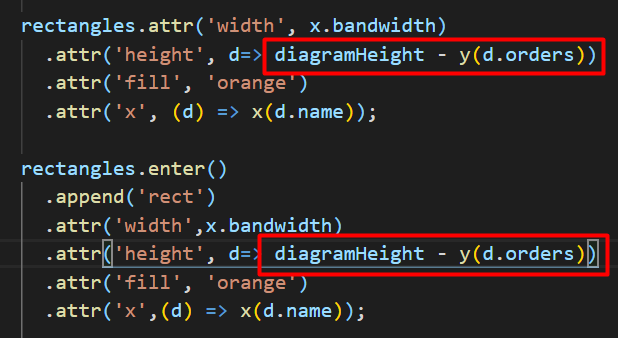 rectangles.attr('width', x.bandwidth)
.attr('height', d=> diagramHeight - y(d.orders))
.attr('fill', 'orange')
.attr('x', (d) => x(d.name));
rectangles.enter()
.append('rect')
.attr('width',x.bandwidth)
.attr('height', d=> diagramHeight - y(d.orders))
.attr('fill', 'orange')
.attr('x',(d) => x(d.name));